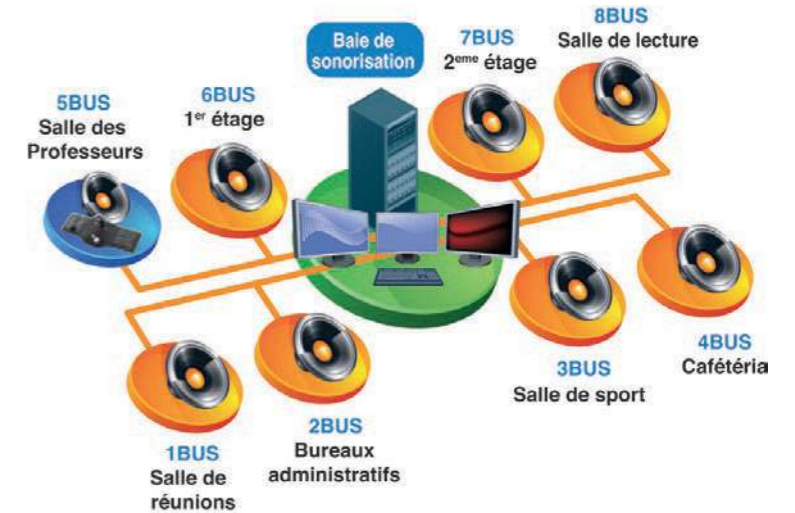 Baie de
sonorisation
8BUS
Salle de lecture
7BUS
2eme étage
6BUS
1er étage
5BUS
Salle des
Professeurs
4BUS
Cafétéria
3BUS
Salle de sport
2BUS
Bureaux
administratifs
1BUS
Salle de
réunions